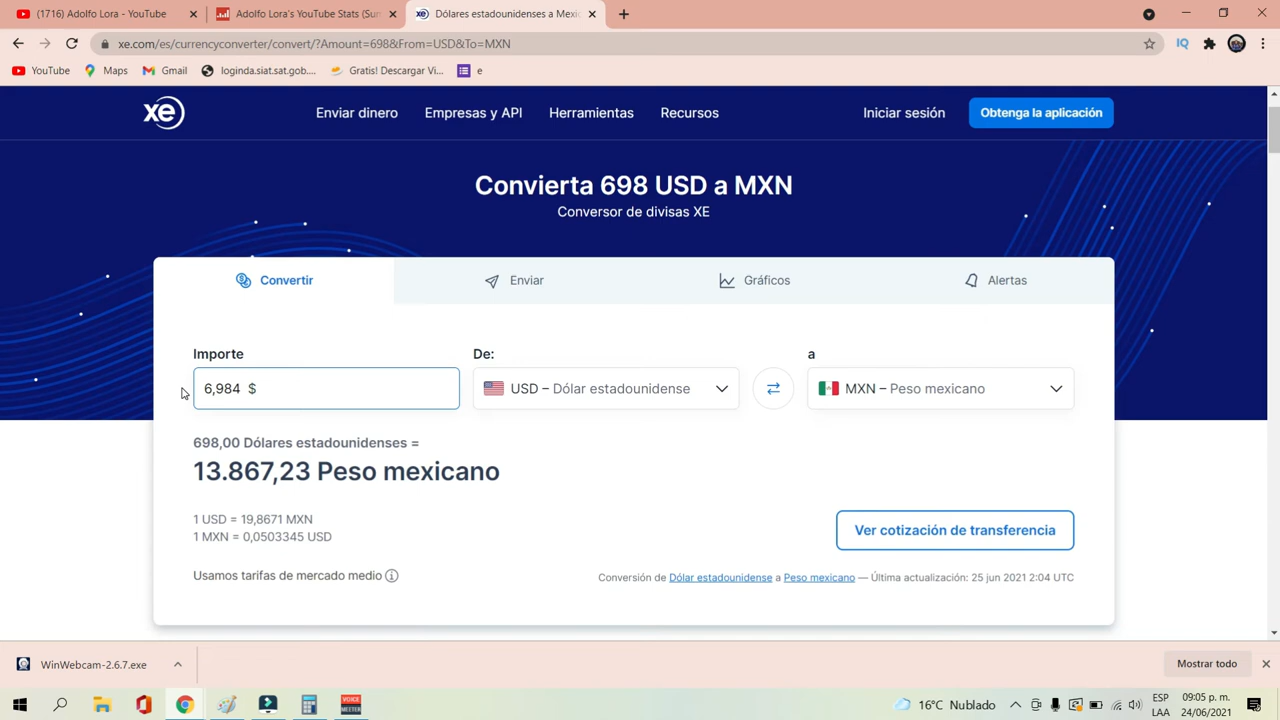 (1716) Adolfo Lora - YouTube
Adolfo Lora's YouTube Stats (Sun
Dólares estadounidenses a Mexic
xe.com/es/currencyconverter/convert/?Amount=698&From=USD&To=MXN
IQ
YouTube
Maps
Gmail
loginda.siat.sat.gob....
Gratis! Descargar Vi...
e
xe
Enviar dinero
Empresas y API
Herramientas
Recursos
Iniciar sesión
Obtenga la aplicación
Convierta 698 USD a MXN
Conversor de divisas XE
Convertir
Enviar
Gráficos
Alertas
Importe
De:
a
6,984 $
USD – Dólar estadounidense
MXN – Peso mexicano
698,00 Dólares estadounidenses =
13.867,23 Peso mexicano
1 USD = 19,8671 MXN
1 MXN = 0,0503345 USD
Ver cotización de transferencia
Usamos tarifas de mercado medio
Conversión de Dólar estadounidense a Peso mexicano — Última actualización: 25 jun 2021 2:04 UTC
WinWebcam-2.6.7.exe
Mostrar todo
VOICE
MEETER
16°C Nublado
ESP
LAA
09:05 p. m.
24/06/2021